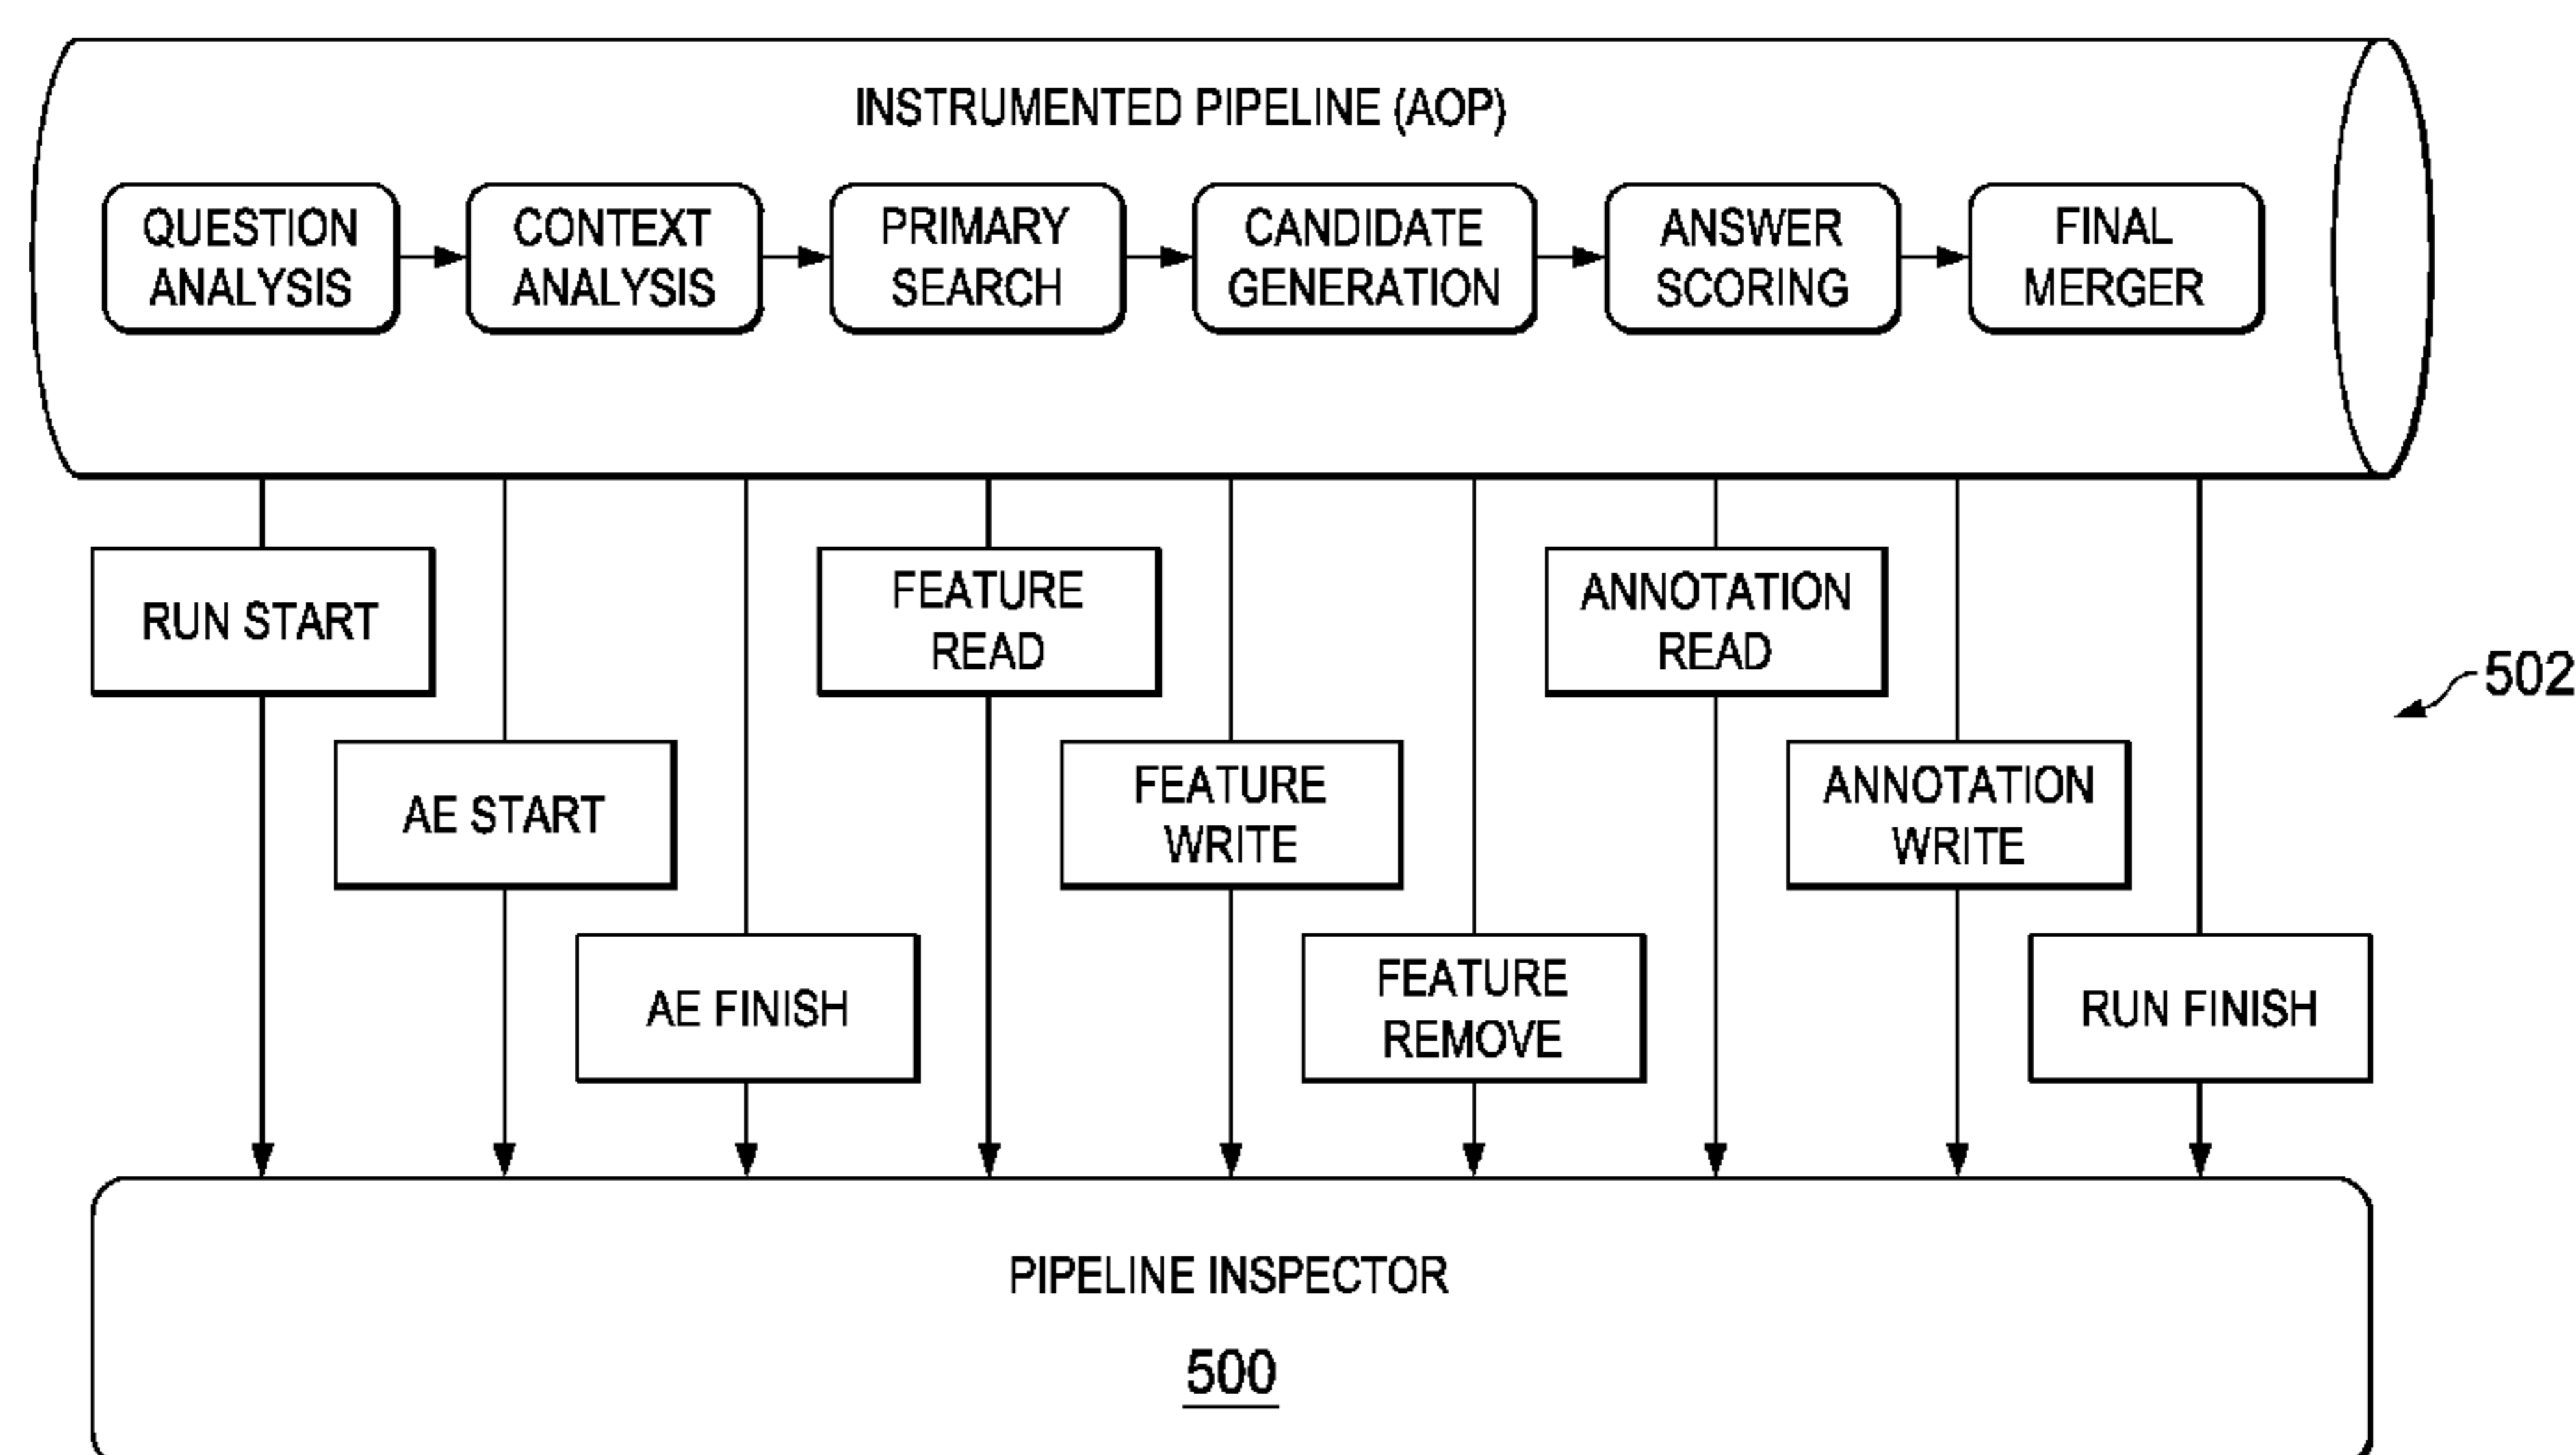 INSTRUMENTED PIPELINE (AOP)
QUESTION
ANALYSIS
CONTEXT
ANALYSIS
PRIMARY
SEARCH
CANDIDATE
GENERATION
ANSWER
SCORING
FINAL
MERGER
RUN START
FEATURE
READ
ANNOTATION
READ
502
AE START
FEATURE
WRITE
ANNOTATION
WRITE
AE FINISH
FEATURE
REMOVE
RUN FINISH
PIPELINE INSPECTOR
500